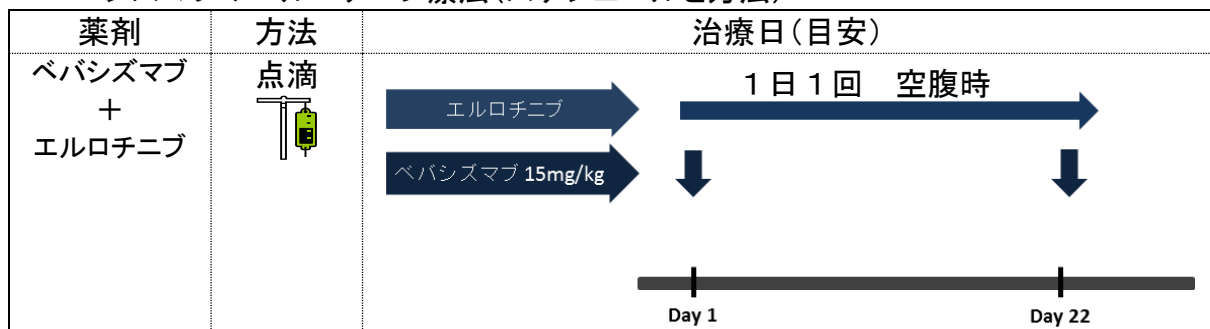 薬剤 方法 治療日(目安)
ベバシズマブ 点滴
+
エルロチニブ
エルロチニブ 1日1回 空腹時
ベバシズマブ 15mg/kg
Day 1 Day 22